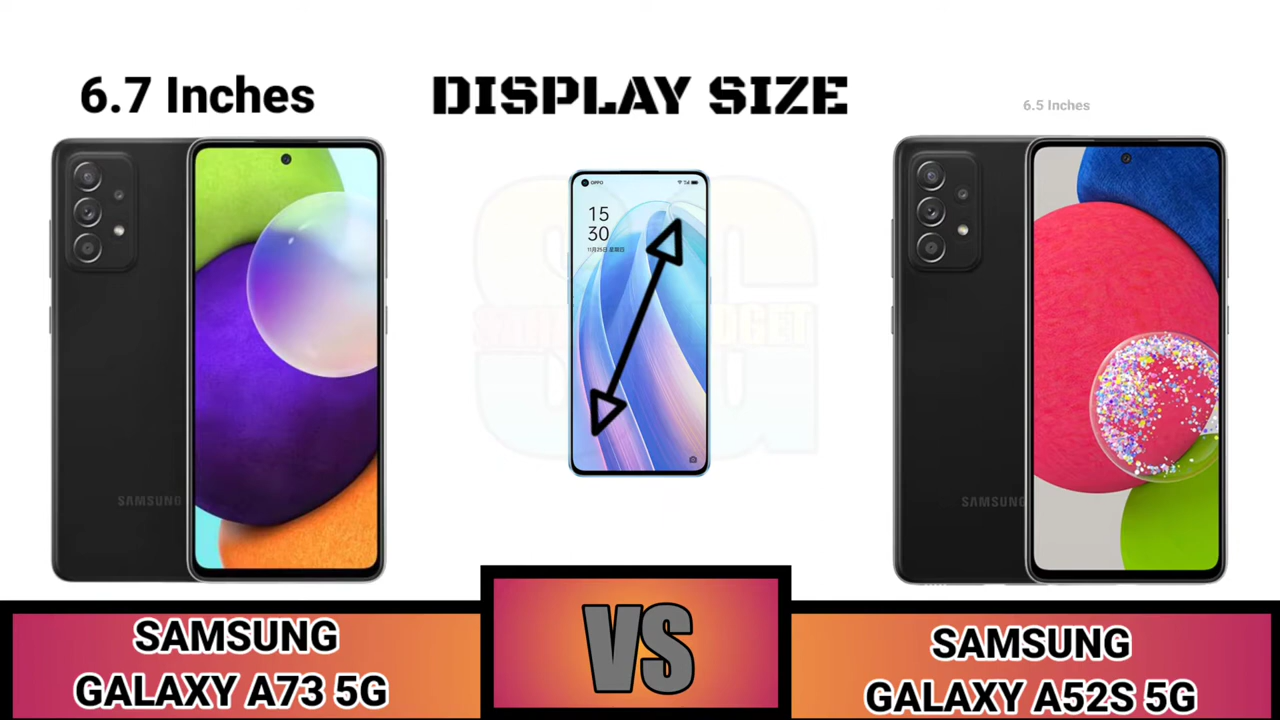 6.7 Inches
DISPLAY SIZE
6.5 Inches
OPPO
15
30
SAMSUNG
SAMSUNG
SAMSUNG
GALAXY A73 5G
VS
SAMSUNG
GALAXY A52S 5G